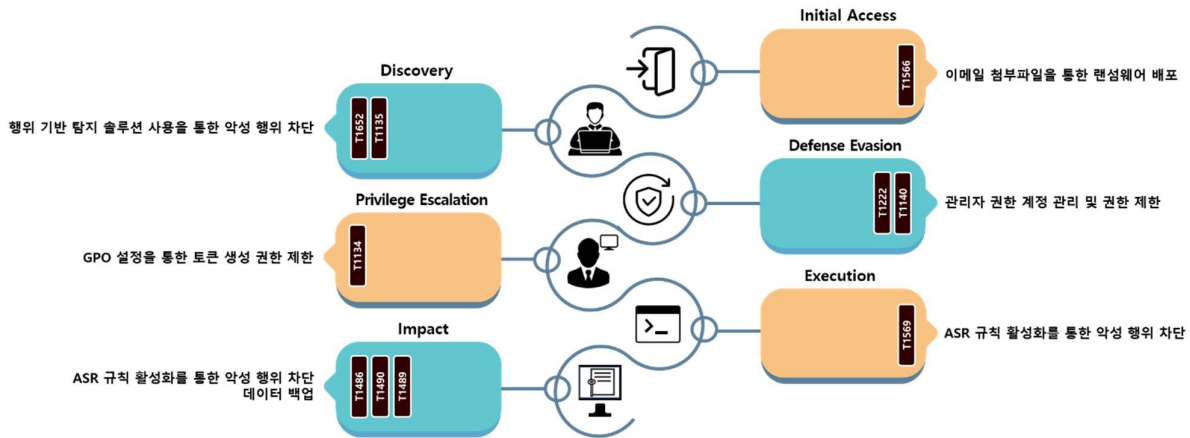 Initial Access
T1566
이메일 첨부파일을 통한 랜섬웨어 배포
Discovery
T1652
T1135
행위 기반 탐지 솔루션 사용을 통한 악성 행위 차단
Defense Evasion
T1222
T1140
관리자 권한 계정 관리 및 권한 제한
Privilege Escalation
T1134
GPO 설정을 통한 토큰 생성 권한 제한
Execution
T1569
ASR 규칙 활성화를 통한 악성 행위 차단
Impact
T1486
T1490
T1489
ASR 규칙 활성화를 통한 악성 행위 차단
데이터 백업